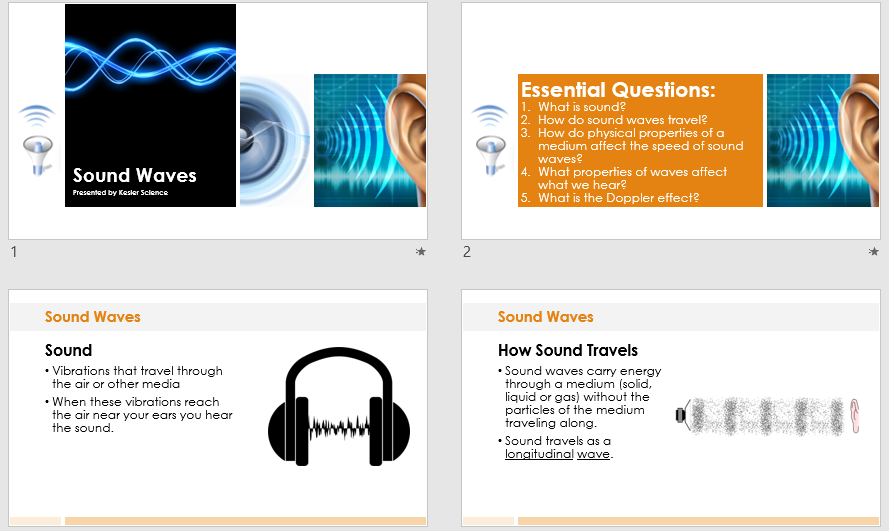 Sound Waves
Presented by Kesler Science
1
Essential Questions:
1. What is sound?
2. How do sound waves travel?
3. How do physical properties of a
medium affect the speed of sound
waves?
4. What properties of waves affect
what we hear?
5. What is the Doppler effect?
2
Sound Waves
Sound
• Vibrations that travel through
the air or other media
• When these vibrations reach
the air near your ears you hear
the sound.
Sound Waves
How Sound Travels
• Sound waves carry energy
through a medium (solid,
liquid or gas) without the
particles of the medium
traveling along.
• Sound travels as a
longitudinal wave.